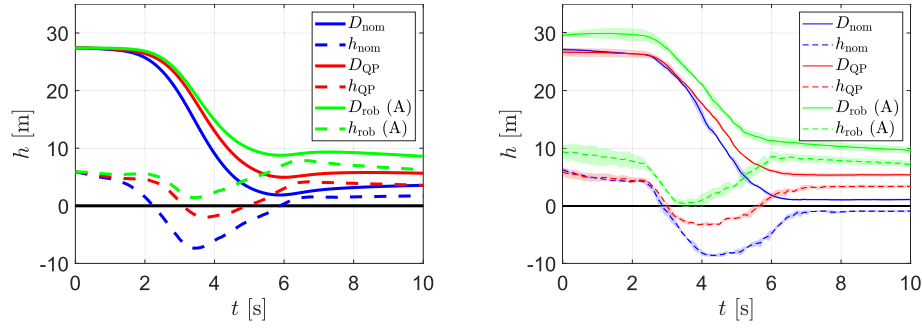 30
20
10
0
-10
h [m]
0 2 4 6 8 10
t [s]
D_nom
h_nom
D_QP
h_QP
D_rob (A)
h_rob (A)
30
20
10
0
-10
h [m]
0 2 4 6 8 10
t [s]
D_nom
h_nom
D_QP
h_QP
D_rob (A)
h_rob (A)